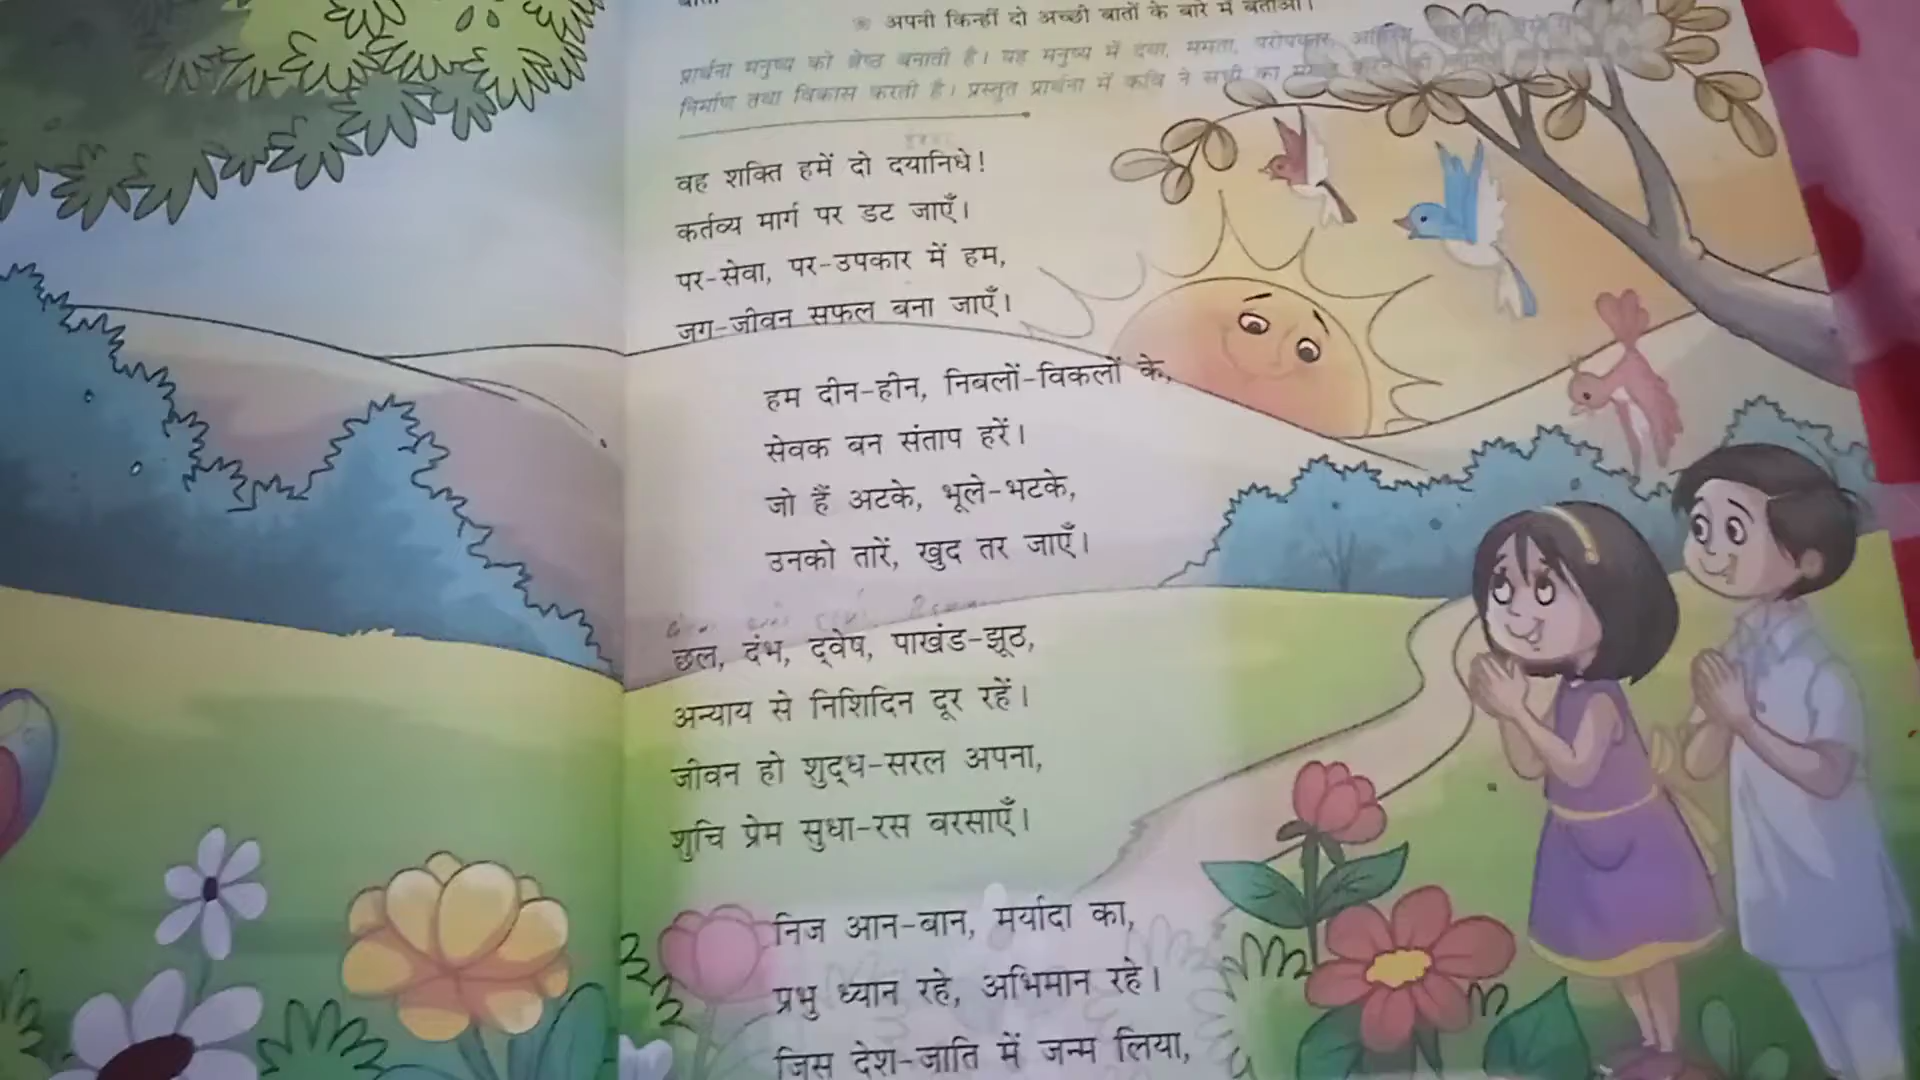 अपनी किन्हीं दो अच्छी बातों के बारे में बताओ।
प्रार्थना मनुष्य को श्रेष्ठ बनाती है। यह मनुष्य में दया, ममता, परोपकार,
निर्माण तथा विकास करती है। प्रस्तुत प्रार्थना में कवि ने सभी का
वह शक्ति हमें दो दयानिधे!
कर्तव्य मार्ग पर डट जाएँ।
पर-सेवा, पर-उपकार में हम,
जग-जीवन सफल बना जाएँ।
हम दीन-हीन, निबलों-विकलों के,
सेवक बन संताप हरें।
जो हैं अटके, भूले-भटके,
उनको तारें, खुद तर जाएँ।
छल, दंभ, द्वेष, पाखंड-झूठ,
अन्याय से निशिदिन दूर रहें।
जीवन हो शुद्ध-सरल अपना,
शुचि प्रेम सुधा-रस बरसाएँ।
निज आन-बान, मर्यादा का,
प्रभु ध्यान रहे, अभिमान रहे।
जिस देश-जाति में जन्म लिया,